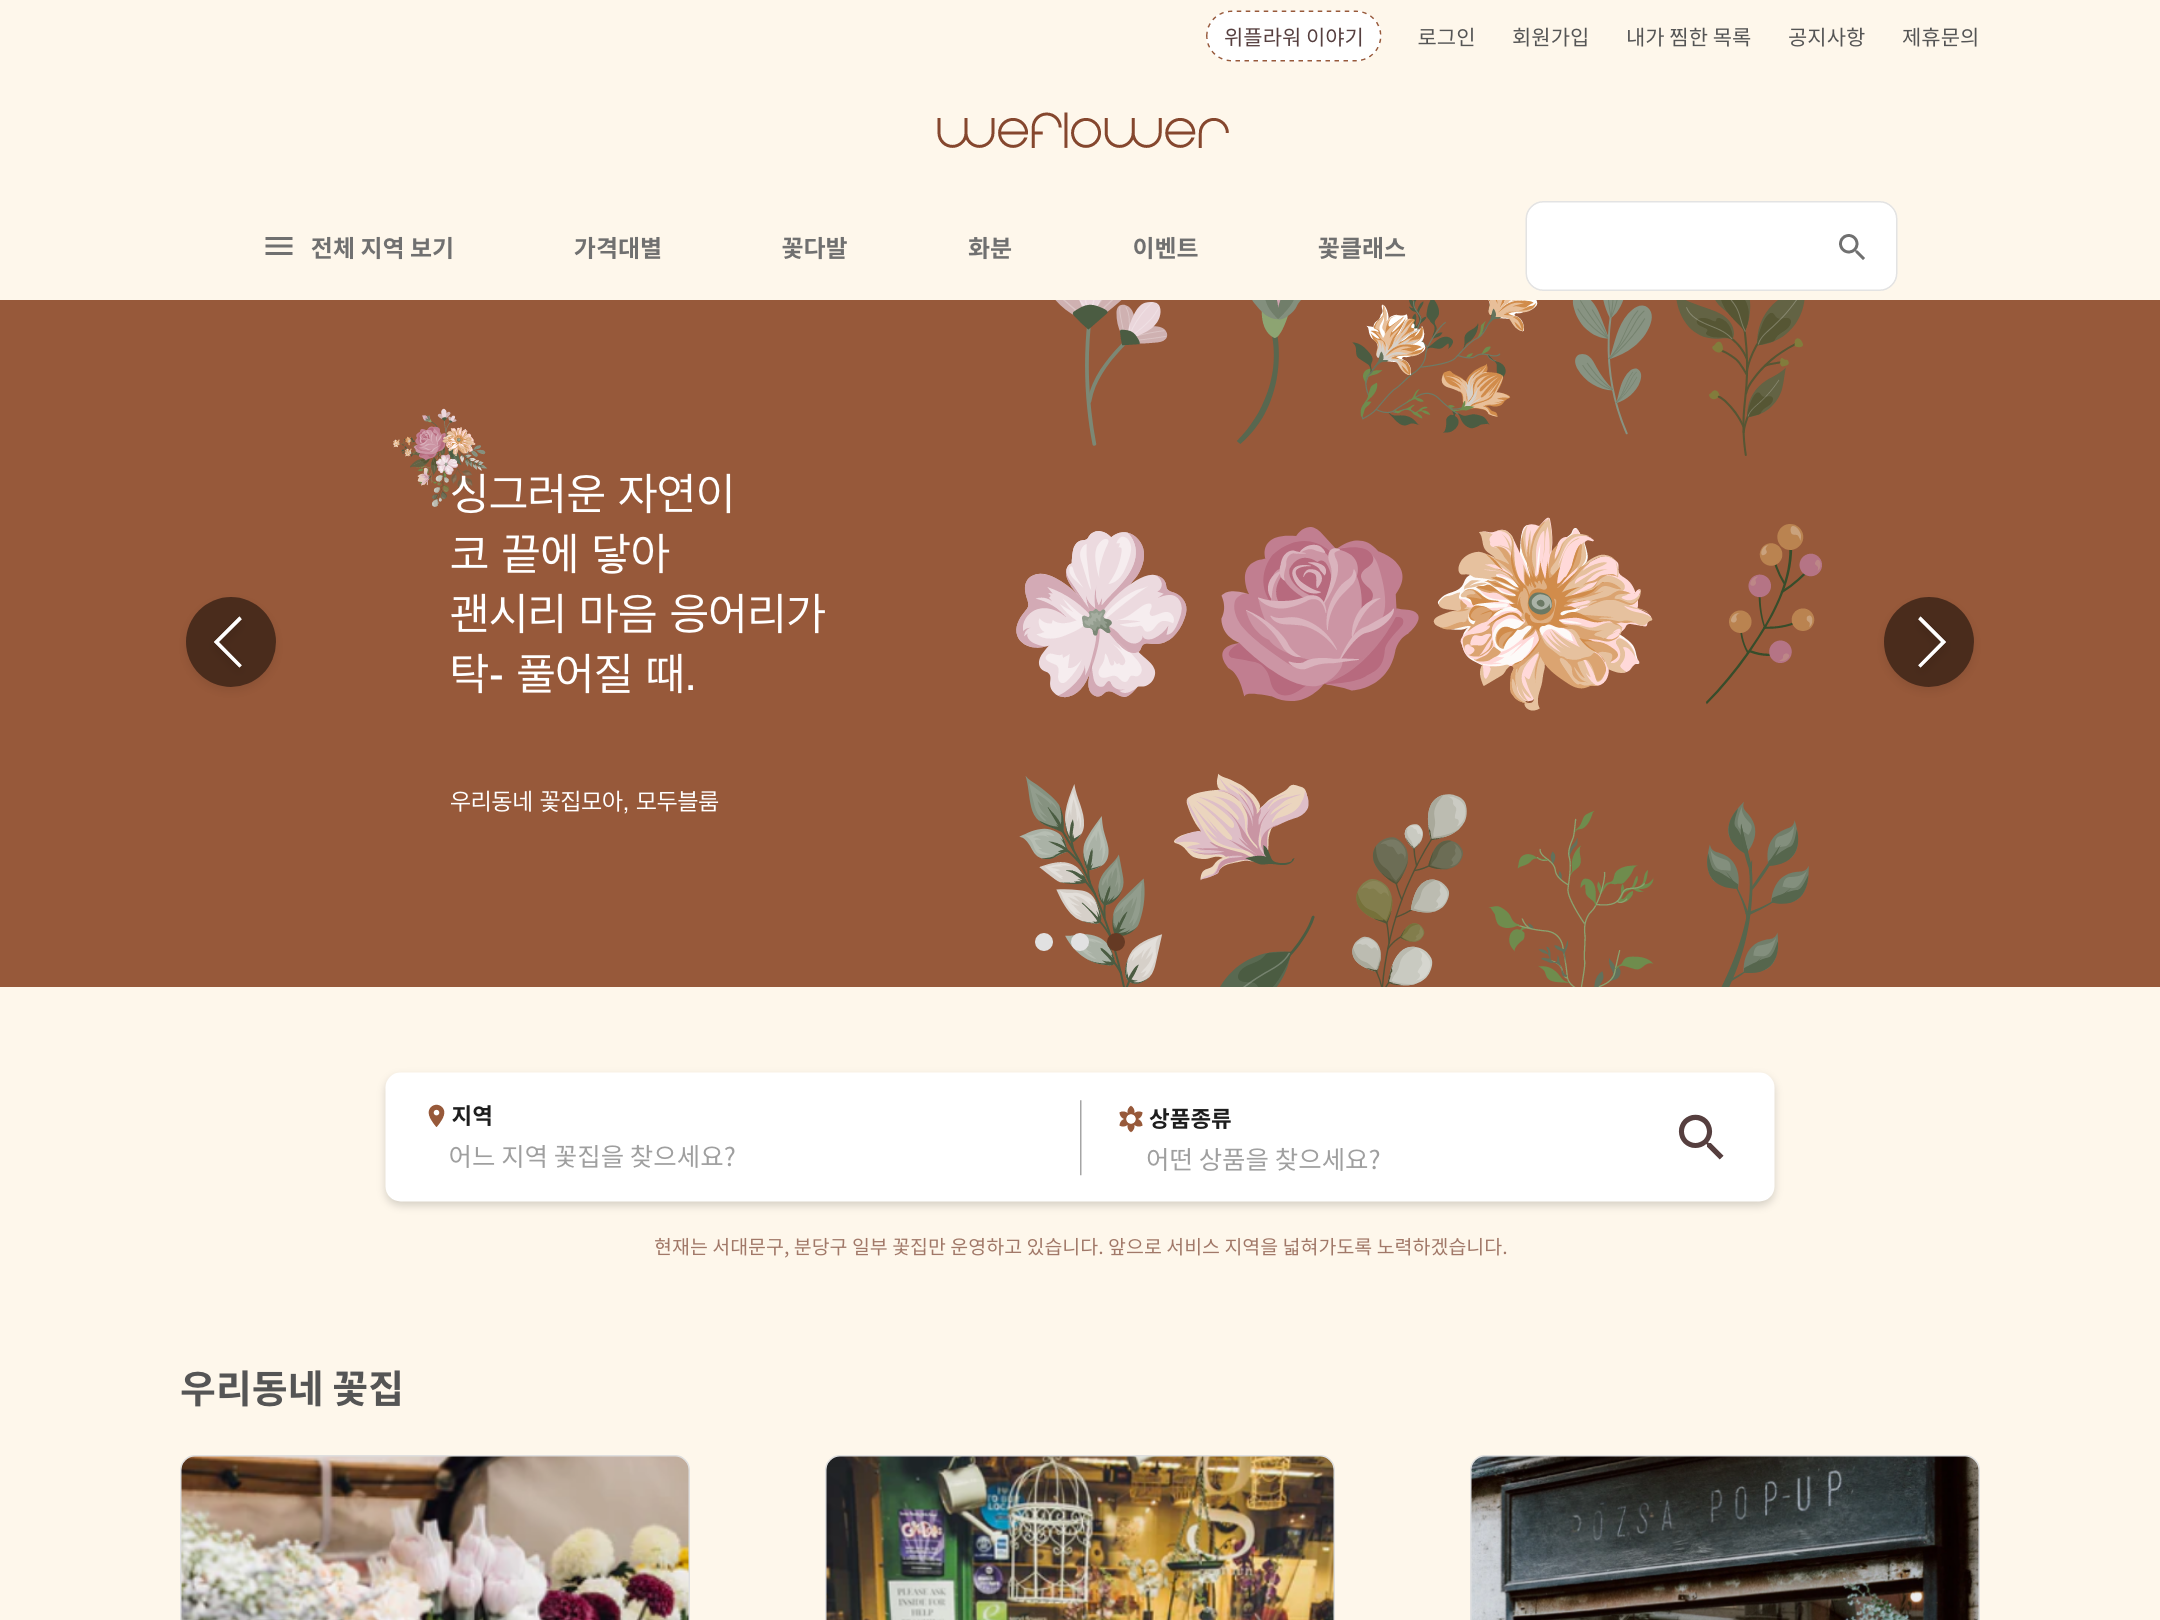 위플라워 이야기 로그인 회원가입 내가 찜한 목록 공지사항 제휴문의
weflower
전체 지역 보기 가격대별 꽃다발 화분 이벤트 꽃클래스
싱그러운 자연이
코 끝에 닿아
괜시리 마음 응어리가
탁- 풀어질 때.
우리동네 꽃집모아, 모두블룸
지역
어느 지역 꽃집을 찾으세요?
상품종류
어떤 상품을 찾으세요?
현재는 서대문구, 분당구 일부 꽃집만 운영하고 있습니다. 앞으로 서비스 지역을 넓혀가도록 노력하겠습니다.
우리동네 꽃집
PLEASE ASK
INSIDE FOR
HELP
POP-UP